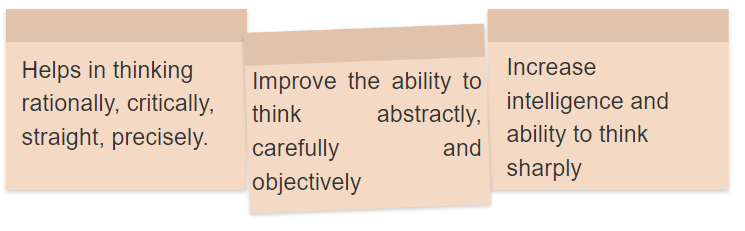 Helps in thinking
rationally, critically,
straight, precisely.
Improve the ability to
think abstractly,
carefully and
objectively
Increase
intelligence and
ability to think
sharply